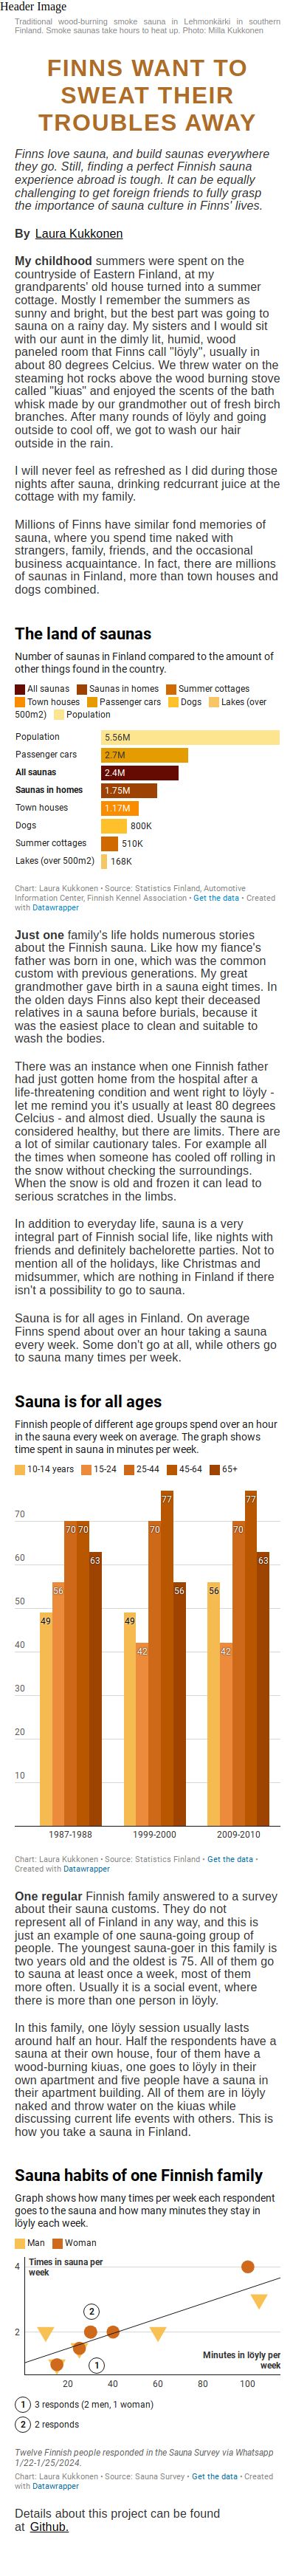 Header Image
Traditional wood-burning smoke sauna in Lehmonkärki in southern
Finland. Smoke saunas take hours to heat up. Photo: Milla Kukkonen
FINNS WANT TO
SWEAT THEIR
TROUBLES AWAY
Finns love sauna, and build saunas everywhere
they go. Still, finding a perfect Finnish sauna
experience abroad is tough. It can be equally
challenging to get foreign friends to fully grasp
the importance of sauna culture in Finns' lives.
By Laura Kukkonen
My childhood summers were spent on the
countryside of Eastern Finland, at my
grandparents' old house turned into a summer
cottage. Mostly I remember the summers as
sunny and bright, but the best part was going to
sauna on a rainy day. My sisters and I would sit
with our aunt in the dimly lit, humid, wood
paneled room that Finns call "löyly", usually in
about 80 degrees Celcius. We threw water on the
steaming hot rocks above the wood burning stove
called "kiuas" and enjoyed the scents of the bath
whisk made by our grandmother out of fresh birch
branches. After many rounds of löyly and going
outside to cool off, we got to wash our hair
outside in the rain.
I will never feel as refreshed as I did during those
nights after sauna, drinking redcurrant juice at the
cottage with my family.
Millions of Finns have similar fond memories of
sauna, where you spend time naked with
strangers, family, friends, and the occasional
business acquaintance. In fact, there are millions
of saunas in Finland, more than town houses and
dogs combined.
The land of saunas
Number of saunas in Finland compared to the amount of
other things found in the country.
All saunas Saunas in homes Summer cottages
Town houses Passenger cars Dogs Lakes (over
500m2) Population
Population 5.56M
Passenger cars 2.7M
All saunas 2.4M
Saunas in homes 1.75M
Town houses 1.17M
Dogs 800K
Summer cottages 510K
Lakes (over 500m2) 168K
Chart: Laura Kukkonen • Source: Statistics Finland, Automotive
Information Center, Finnish Kennel Association • Get the data • Created
with Datawrapper
Just one family's life holds numerous stories
about the Finnish sauna. Like how my fiance's
father was born in one, which was the common
custom with previous generations. My great
grandmother gave birth in a sauna eight times. In
the olden days Finns also kept their deceased
relatives in a sauna before burials, because it
was the easiest place to clean and suitable to
wash the bodies.
There was an instance when one Finnish father
had just gotten home from the hospital after a
life-threatening condition and went right to löyly -
let me remind you it's usually at least 80 degrees
Celcius - and almost died. Usually the sauna is
considered healthy, but there are limits. There are
a lot of similar cautionary tales. For example all
the times when someone has cooled off rolling in
the snow without checking the surroundings.
When the snow is old and frozen it can lead to
serious scratches in the limbs.
In addition to everyday life, sauna is a very
integral part of Finnish social life, like nights with
friends and definitely bachelorette parties. Not to
mention all of the holidays, like Christmas and
midsummer, which are nothing in Finland if there
isn't a possibility to go to sauna.
Sauna is for all ages in Finland. On average
Finns spend about over an hour taking a sauna
every week. Some don't go at all, while others go
to sauna many times per week.
Sauna is for all ages
Finnish people of different age groups spend over an hour
in the sauna every week on average. The graph shows
time spent in sauna in minutes per week.
10-14 years 15-24 25-44 45-64 65+
70
60
50
40
30
20
10
49 56 70 70 63
49 42 70 77 56
56 42 70 77 63
1987-1988 1999-2000 2009-2010
Chart: Laura Kukkonen • Source: Statistics Finland • Get the data •
Created with Datawrapper
One regular Finnish family answered to a survey
about their sauna customs. They do not
represent all of Finland in any way, and this is
just an example of one sauna-going group of
people. The youngest sauna-goer in this family is
two years old and the oldest is 75. All of them go
to sauna at least once a week, most of them
more often. Usually it is a social event, where
there is more than one person in löyly.
In this family, one löyly session usually lasts
around half an hour. Half the respondents have a
sauna at their own house, four of them have a
wood-burning kiuas, one goes to löyly in their
own apartment and five people have a sauna in
their apartment building. All of them are in löyly
naked and throw water on the kiuas while
discussing current life events with others. This is
how you take a sauna in Finland.
Sauna habits of one Finnish family
Graph shows how many times per week each respondent
goes to the sauna and how many minutes they stay in
löyly each week.
Man Woman
4 Times in sauna per
week
2
2
1
Minutes in löyly per
week
20 40 60 80 100
1 3 responds (2 men, 1 woman)
2 2 responds
Twelve Finnish people responded in the Sauna Survey via Whatsapp
1/22-1/25/2024.
Chart: Laura Kukkonen • Source: Sauna Survey • Get the data • Created
with Datawrapper
Details about this project can be found
at Github.